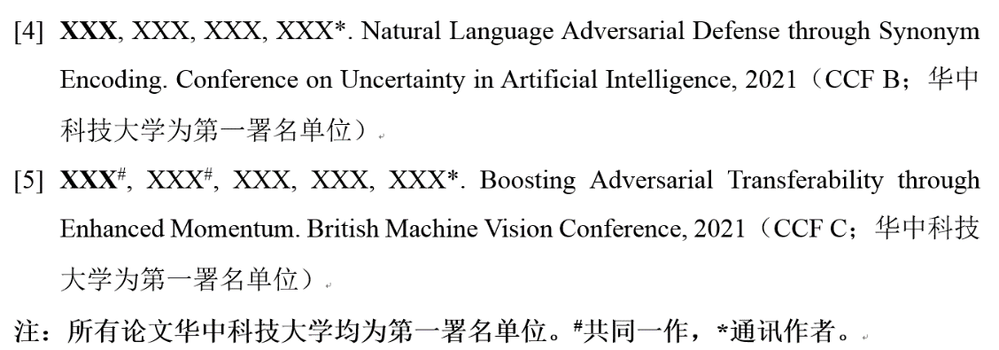 [4] XXX, XXX, XXX, XXX*. Natural Language Adversarial Defense through Synonym
Encoding. Conference on Uncertainty in Artificial Intelligence, 2021（CCF B；华中
科技大学为第一署名单位）
[5] XXX#, XXX#, XXX, XXX, XXX*. Boosting Adversarial Transferability through
Enhanced Momentum. British Machine Vision Conference, 2021（CCF C；华中科技
大学为第一署名单位）
注：所有论文华中科技大学均为第一署名单位。#共同一作，*通讯作者。